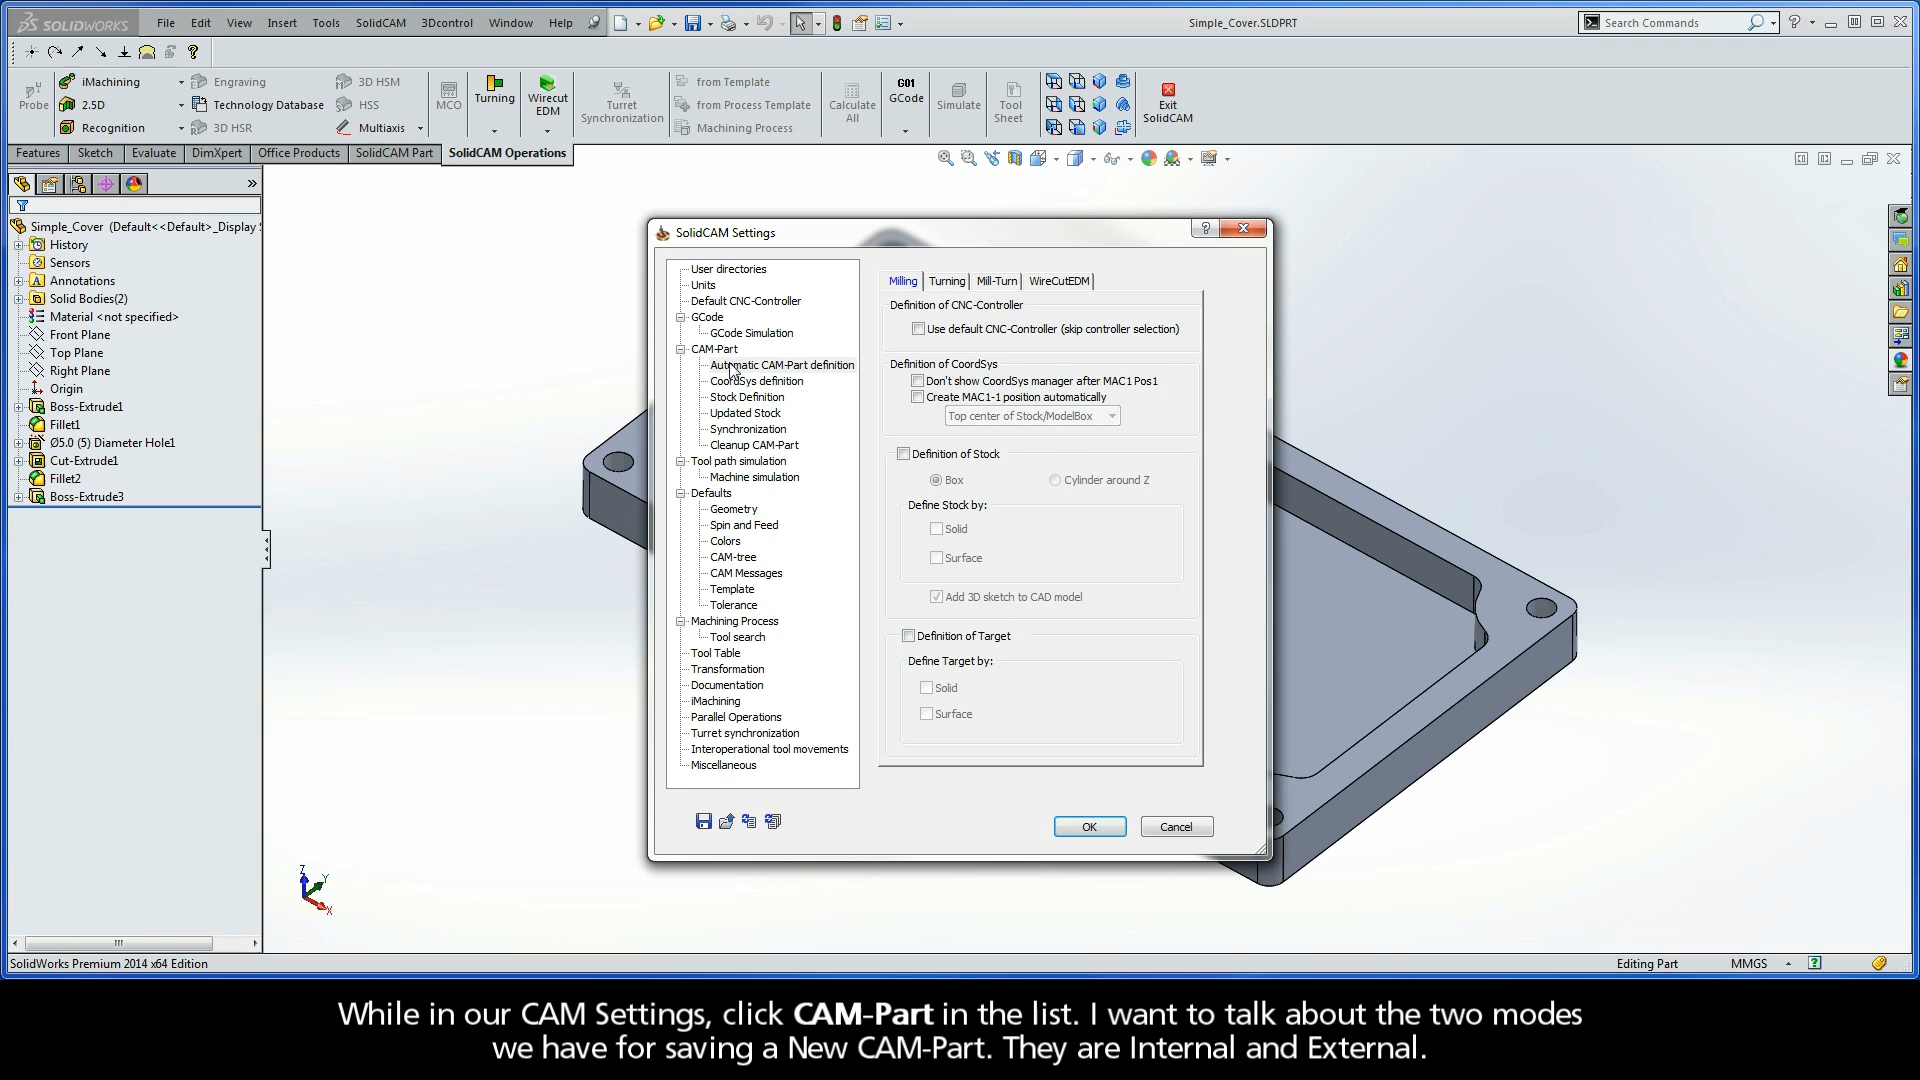 SOLIDWORKS File Edit View Insert Tools SolidCAM 3Dcontrol Window Help Simple_Cover.SLDPRT Search Commands
Probe iMachining 2.5D Recognition Engraving Technology Database 3D HSR 3D HSM HSS Multiaxis MCO Turning Wirecut EDM Turret Synchronization from Template from Process Template Machining Process Calculate All G01 GCode Simulate Tool Sheet Exit SolidCAM
Features Sketch Evaluate DimXpert Office Products SolidCAM Part SolidCAM Operations
Simple_Cover (Default<<Default>_Display
History
Sensors
Annotations
Solid Bodies(2)
Material <not specified>
Front Plane
Top Plane
Right Plane
Origin
Boss-Extrude1
Fillet1
Ø5.0 (5) Diameter Hole1
Cut-Extrude1
Fillet2
Boss-Extrude3
SolidCAM Settings
User directories
Units
Default CNC-Controller
GCode
GCode Simulation
CAM-Part
Automatic CAM-Part definition
CoordSys definition
Stock Definition
Updated Stock
Synchronization
Cleanup CAM-Part
Tool path simulation
Machine simulation
Defaults
Geometry
Spin and Feed
Colors
CAM-tree
CAM Messages
Template
Tolerance
Machining Process
Tool search
Tool Table
Transformation
Documentation
iMachining
Parallel Operations
Turret synchronization
Interoperational tool movements
Miscellaneous
Milling Turning Mill-Turn WireCutEDM
Definition of CNC-Controller
Use default CNC-Controller (skip controller selection)
Definition of CoordSys
Don't show CoordSys manager after MAC1 Pos1
Create MAC1-1 position automatically
Top center of Stock/ModelBox
Definition of Stock
Box Cylinder around Z
Define Stock by:
Solid
Surface
Add 3D sketch to CAD model
Definition of Target
Define Target by:
Solid
Surface
OK Cancel
Z Y X
SolidWorks Premium 2014 x64 Edition Editing Part MMGS
While in our CAM Settings, click CAM-Part in the list. I want to talk about the two modes
we have for saving a New CAM-Part. They are Internal and External.